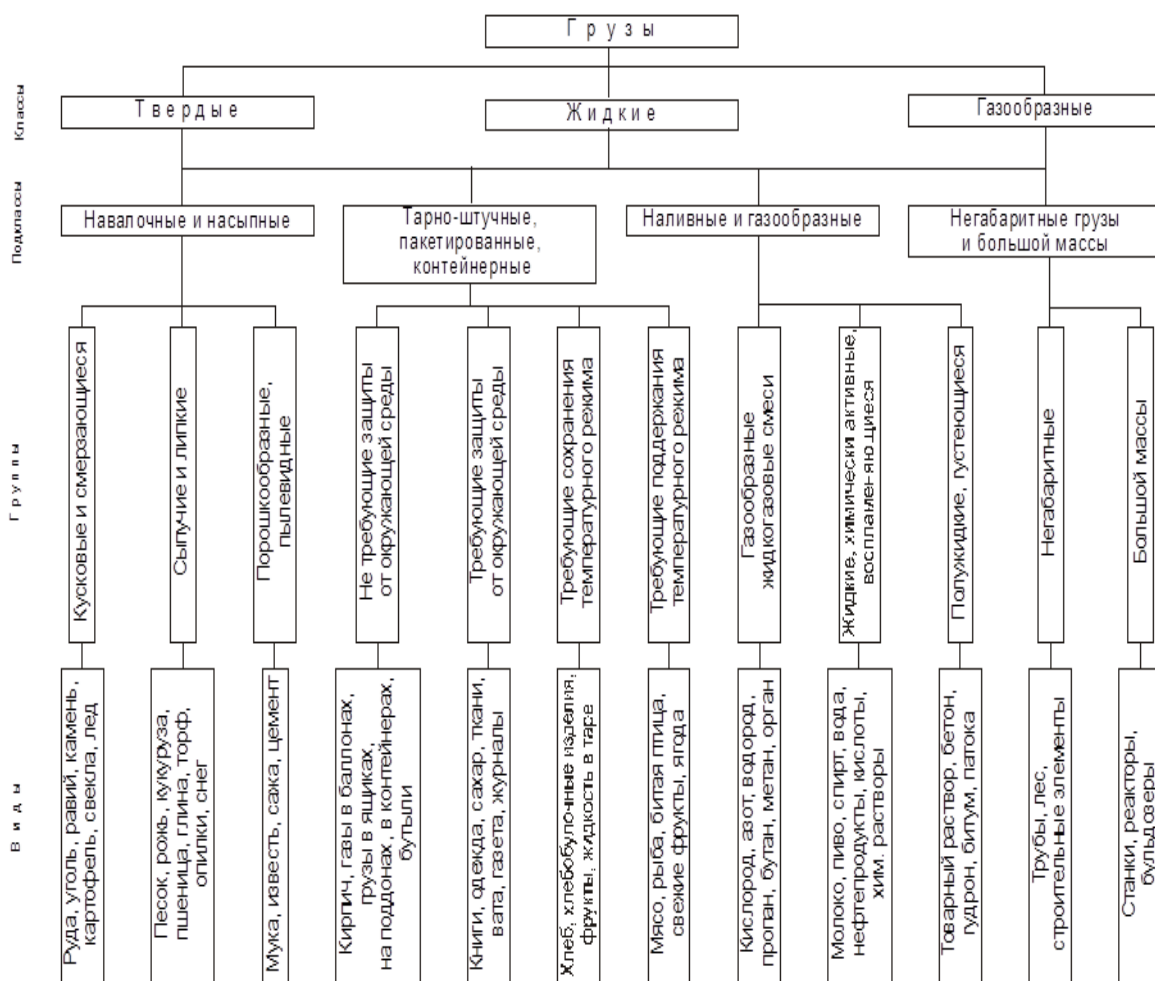 Грузы
Классы
Твердые
Жидкие
Газообразные
Подклассы
Навалочные и насыпные
Тарно-штучные,
пакетированные,
контейнерные
Наливные и газообразные
Негабаритные грузы
и большой массы
Группы
Кусковые и смерзающиеся
Сыпучие и липкие
Порошкообразные,
пылевидные
Не требующие защиты
от окружающей среды
Требующие защиты
от окружающей среды
Требующие сохранения
температурного режима
Требующие поддержания
температурного режима
Газообразные
жидкогазовые смеси
Жидкие, химически активные,
воспламеняющиеся
Полужидкие, густеющиеся
Негабаритные
Большой массы
Виды
Руда, уголь, равий, камень,
картофель, свекла, лед
Песок, рожь, кукуруза,
пшеница, глина, торф,
опилки, снег
Мука, известь, сажа, цемент
Кирпич, газы в баллонах,
грузы в ящиках,
на поддонах, в контейнерах,
бутыли
Книги, одежда, сахар, ткани,
вата, газета, журналы
Хлеб, хлебобулочные изделия,
фрукты, жидкость в таре
Мясо, рыба, битая птица,
свежие фрукты, ягода
Кислород, азот, водород,
пропан, бутан, метан, орган
Молоко, пиво, спирт, вода,
нефтепродукты, кислоты,
хим. растворы
Товарный раствор, бетон,
гудрон, битум, патока
Трубы, лес,
строительные элементы
Станки, реакторы,
бульдозеры